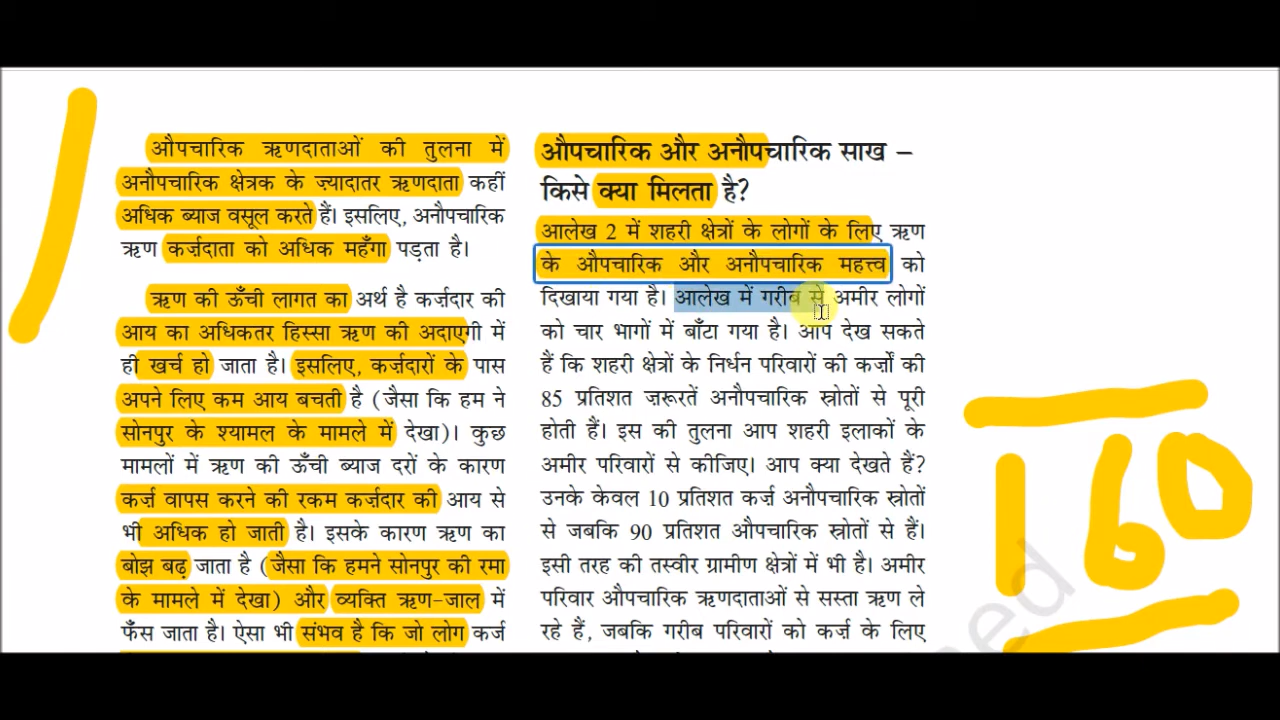 औपचारिक ऋणदाताओं की तुलना में
अनौपचारिक क्षेत्रक के ज्यादातर ऋणदाता कहीं
अधिक ब्याज वसूल करते हैं। इसलिए, अनौपचारिक
ऋण कर्ज़दाता को अधिक महँगा पड़ता है।
ऋण की ऊँची लागत का अर्थ है कर्ज़दार की
आय का अधिकतर हिस्सा ऋण की अदाएगी में
ही खर्च हो जाता है। इसलिए, कर्ज़दारों के पास
अपने लिए कम आय बचती है (जैसा कि हम ने
सोनपुर के श्यामल के मामले में देखा)। कुछ
मामलों में ऋण की ऊँची ब्याज दरों के कारण
कर्ज़ वापस करने की रकम कर्ज़दार की आय से
भी अधिक हो जाती है। इसके कारण ऋण का
बोझ बढ़ जाता है (जैसा कि हमने सोनपुर की रमा
के मामले में देखा) और व्यक्ति ऋण-जाल में
फँस जाता है। ऐसा भी संभव है कि जो लोग कर्ज
औपचारिक और अनौपचारिक साख –
किसे क्या मिलता है?
आलेख 2 में शहरी क्षेत्रों के लोगों के लिए ऋण
के औपचारिक और अनौपचारिक महत्त्व को
दिखाया गया है। आलेख में गरीब से अमीर लोगों
को चार भागों में बाँटा गया है। आप देख सकते
हैं कि शहरी क्षेत्रों के निर्धन परिवारों की कर्ज़ों की
85 प्रतिशत जरूरतें अनौपचारिक स्रोतों से पूरी
होती हैं। इस की तुलना आप शहरी इलाकों के
अमीर परिवारों से कीजिए। आप क्या देखते हैं?
उनके केवल 10 प्रतिशत कर्ज़ अनौपचारिक स्रोतों
से जबकि 90 प्रतिशत औपचारिक स्रोतों से हैं।
इसी तरह की तस्वीर ग्रामीण क्षेत्रों में भी है। अमीर
परिवार औपचारिक ऋणदाताओं से सस्ता ऋण ले
रहे हैं, जबकि गरीब परिवारों को कर्ज़ के लिए
160